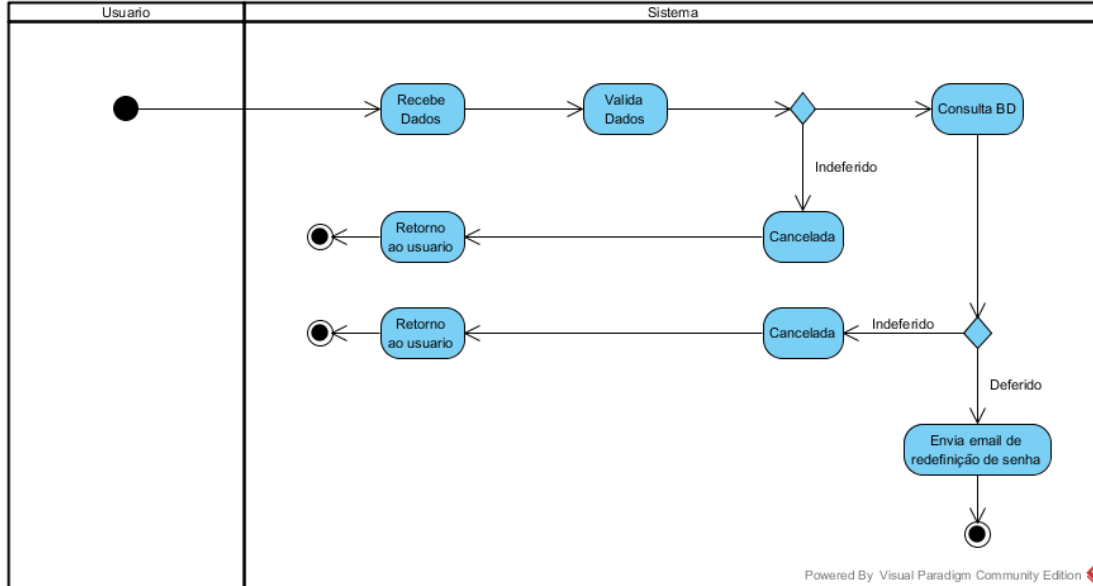 Usuario
Sistema
Recebe
Dados
Valida
Dados
Consulta BD
Indeferido
Retorno
ao usuario
Cancelada
Retorno
ao usuario
Cancelada
Indeferido
Deferido
Envia email de
redefinição de senha
Powered By Visual Paradigm Community Edition